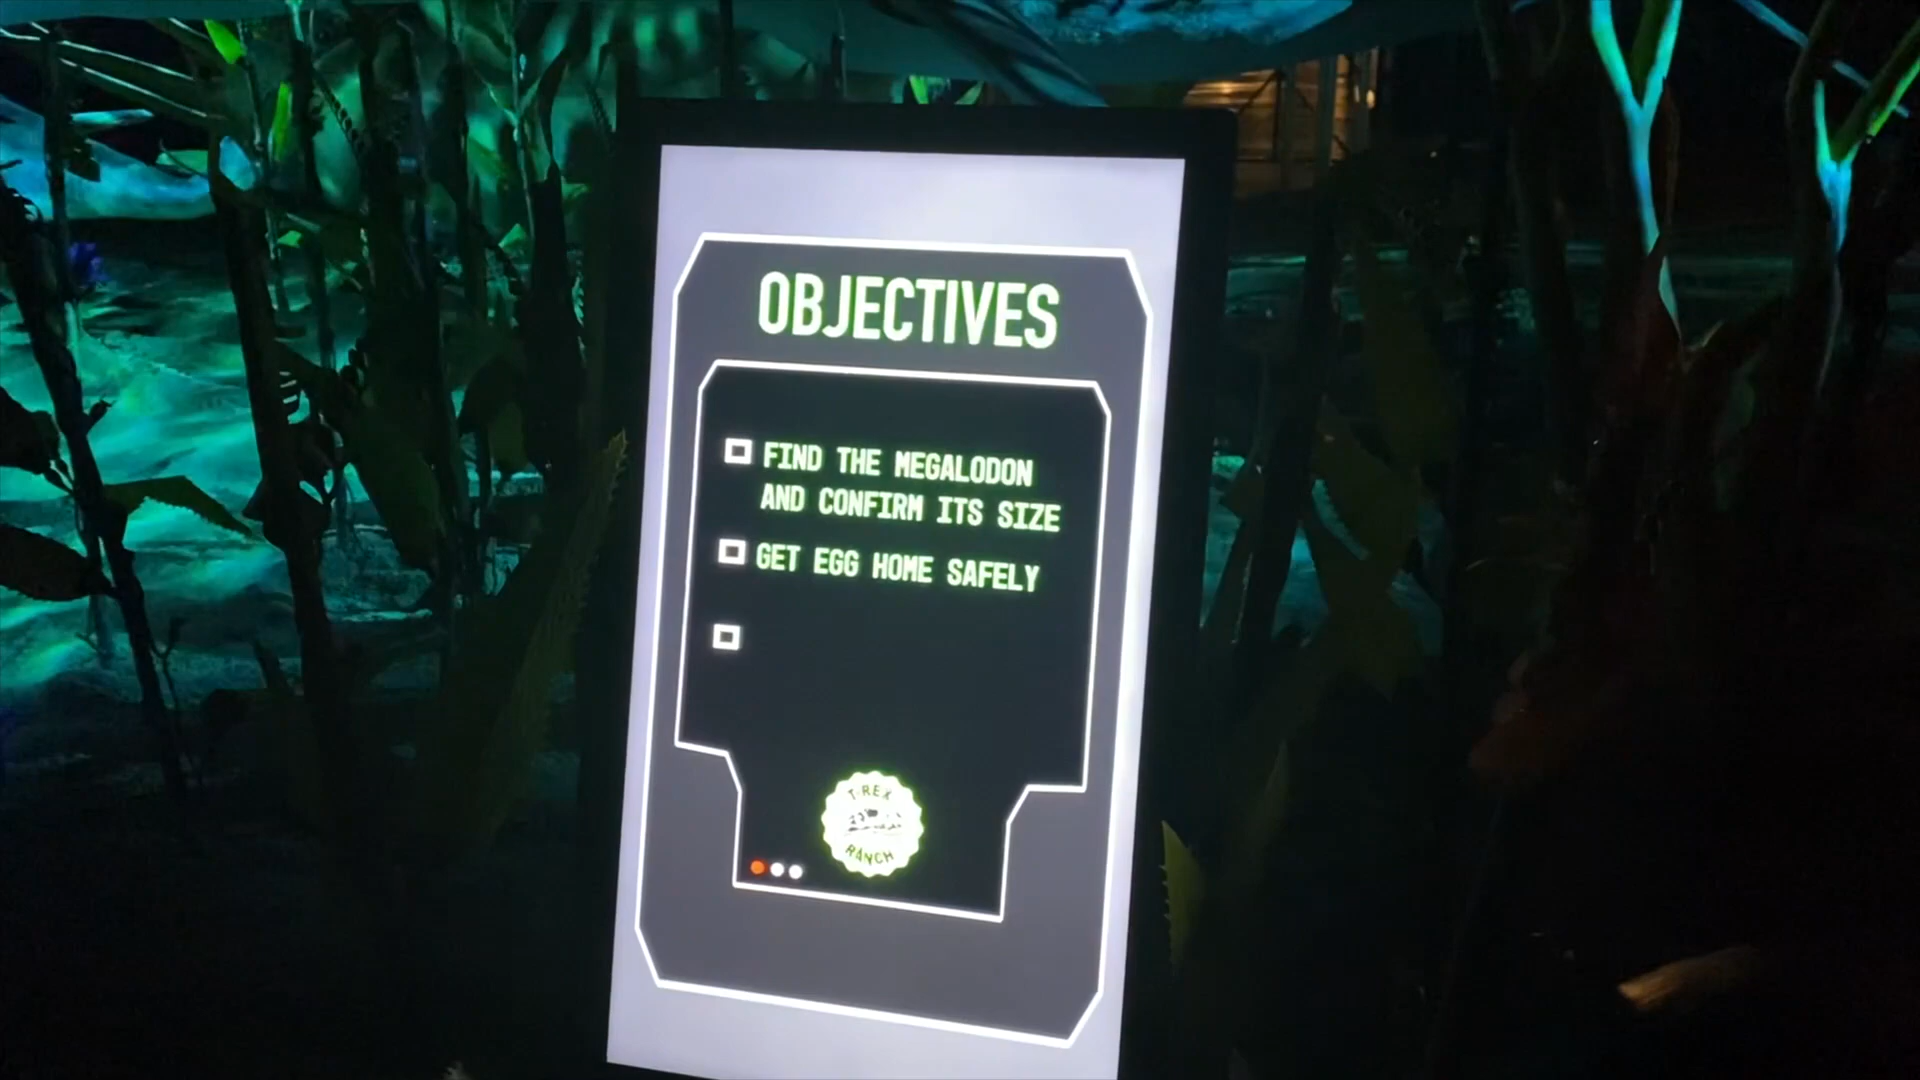 OBJECTIVES
FIND THE MEGALODON
AND CONFIRM ITS SIZE
GET EGG HOME SAFELY
T-REX
RANCH